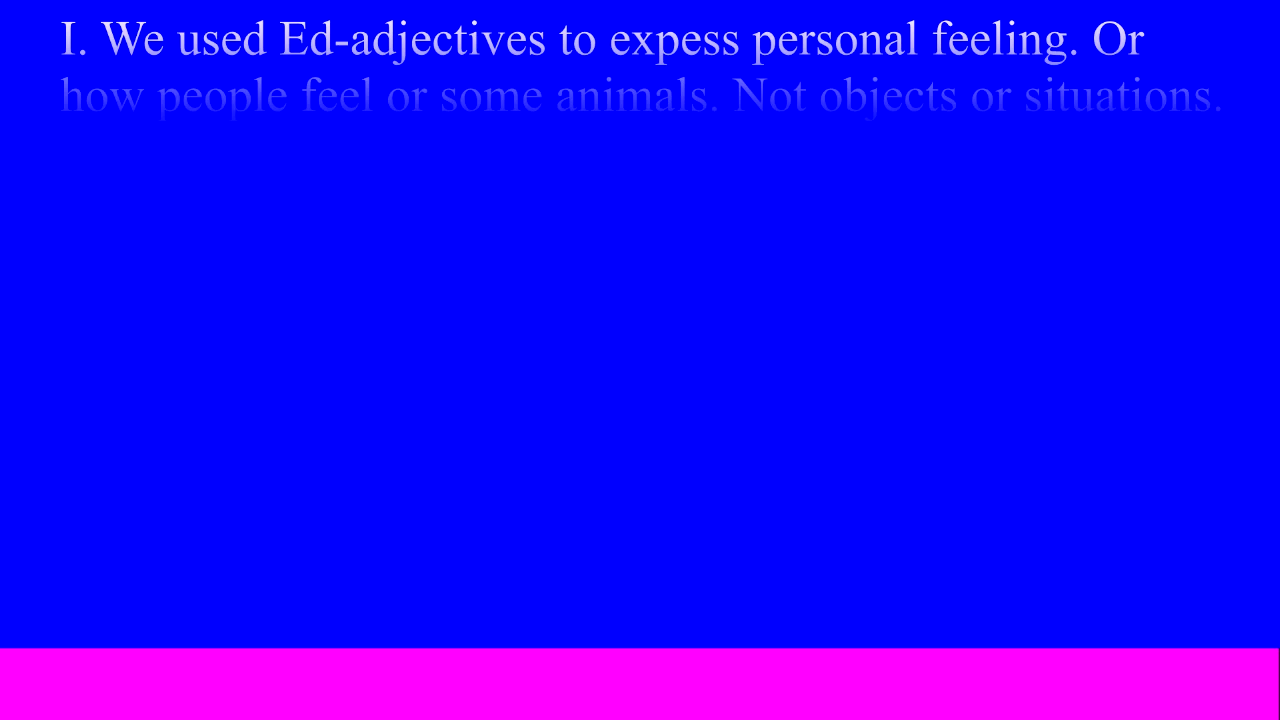 I. We used Ed-adjectives to expess personal feeling. Or
how people feel or some animals. Not objects or situations.